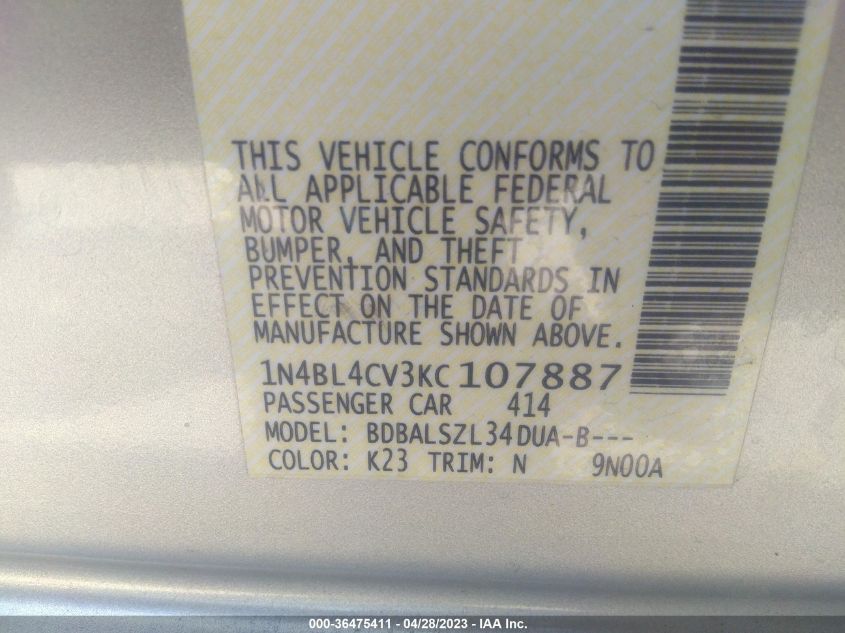 THIS VEHICLE CONFORMS TO
ALL APPLICABLE FEDERAL
MOTOR VEHICLE SAFETY,
BUMPER, AND THEFT
PREVENTION STANDARDS IN
EFFECT ON THE DATE OF
MANUFACTURE SHOWN ABOVE.
1N4BL4CV3KC107887
PASSENGER CAR 414
MODEL: BDBALSZL34DUA-B---
COLOR: K23 TRIM: N 9N00A
000-36475411 - 04/28/2023 - IAA Inc.